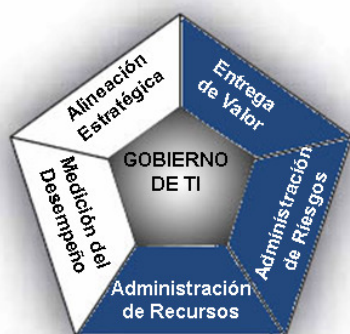 Alineación
Estratégica
Entrega
de Valor
GOBIERNO
DE TI
Medición del
Desempeño
Administración
de Riesgos
Administración
de Recursos